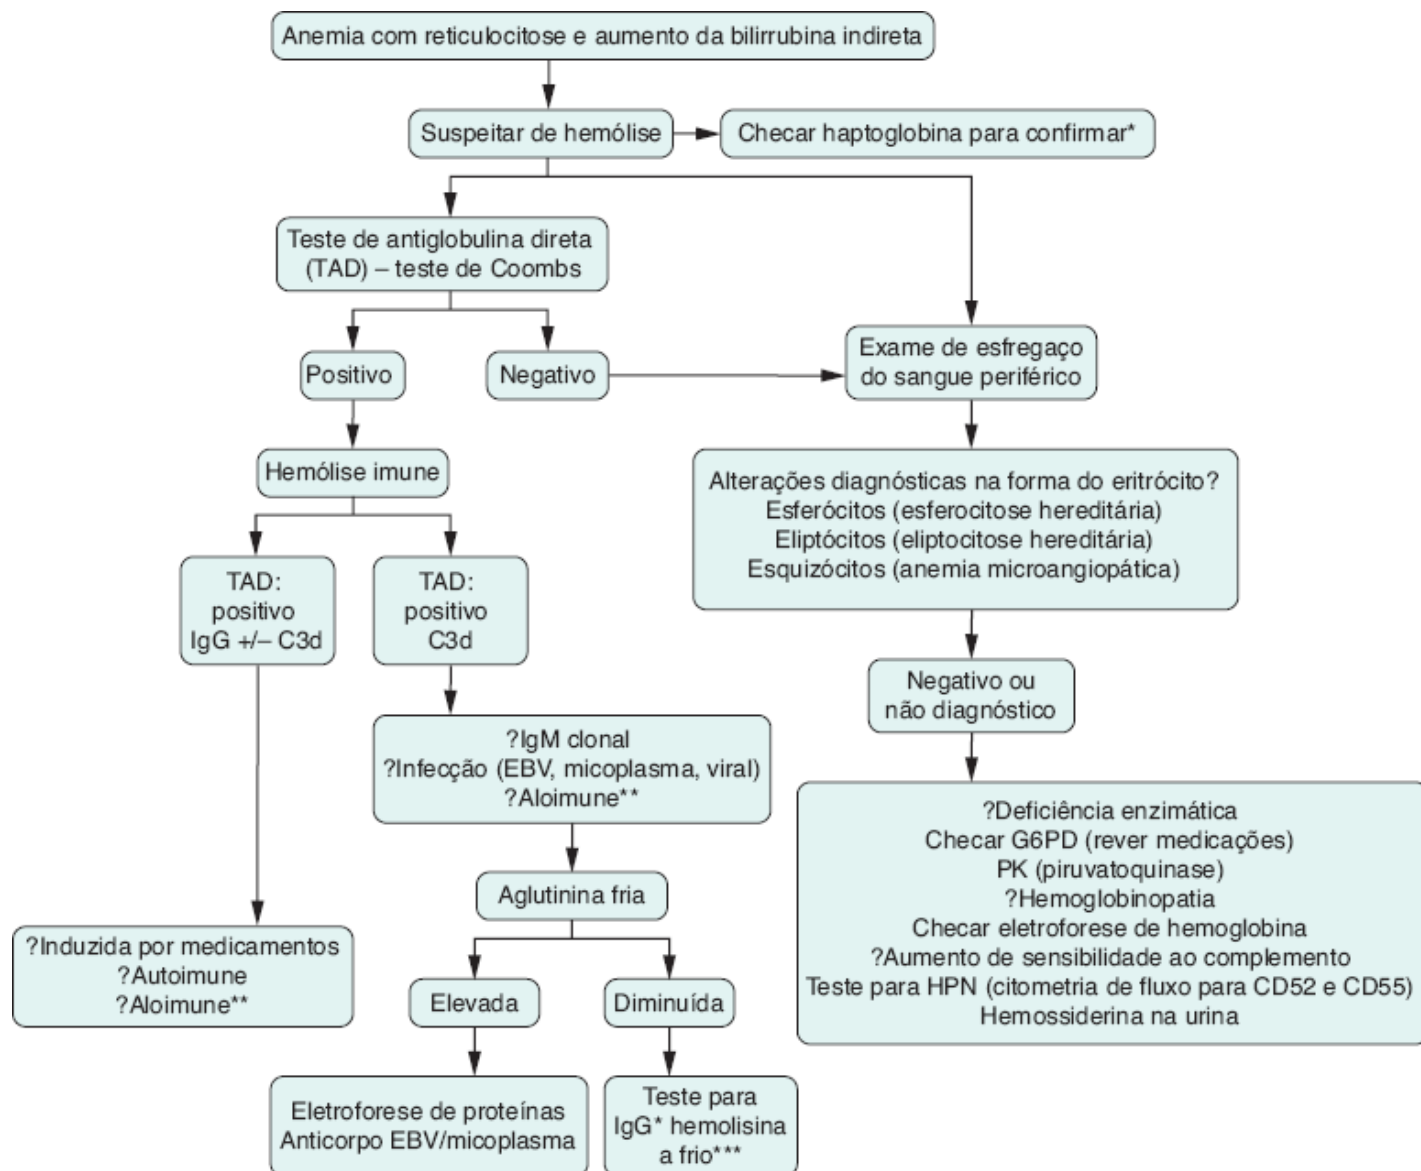 Anemia com reticulocitose e aumento da bilirrubina indireta
Suspeitar de hemólise
Checar haptoglobina para confirmar*
Teste de antiglobulina direta
(TAD) – teste de Coombs
Positivo
Negativo
Exame de esfregaço
do sangue periférico
Hemólise imune
Alterações diagnósticas na forma do eritrócito?
Esferócitos (esferocitose hereditária)
Eliptócitos (eliptocitose hereditária)
Esquizócitos (anemia microangiopática)
TAD:
positivo
IgG +/– C3d
TAD:
positivo
C3d
Negativo ou
não diagnóstico
?IgM clonal
?Infecção (EBV, micoplasma, viral)
?Aloimune**
?Deficiência enzimática
Checar G6PD (rever medicações)
PK (piruvatoquinase)
?Hemoglobinopatia
Checar eletroforese de hemoglobina
?Aumento de sensibilidade ao complemento
Teste para HPN (citometria de fluxo para CD52 e CD55)
Hemossiderina na urina
Aglutinina fria
?Induzida por medicamentos
?Autoimune
?Aloimune**
Elevada
Diminuída
Eletroforese de proteínas
Anticorpo EBV/micoplasma
Teste para
IgG* hemolisina
a frio***